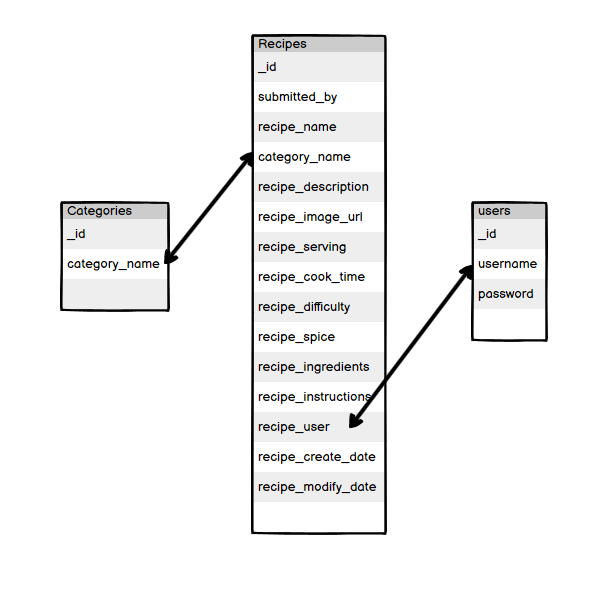 Recipes
_id
submitted_by
recipe_name
category_name
recipe_description
recipe_image_url
recipe_serving
recipe_cook_time
recipe_difficulty
recipe_spice
recipe_ingredients
recipe_instructions
recipe_user
recipe_create_date
recipe_modify_date
Categories
_id
category_name
users
_id
username
password